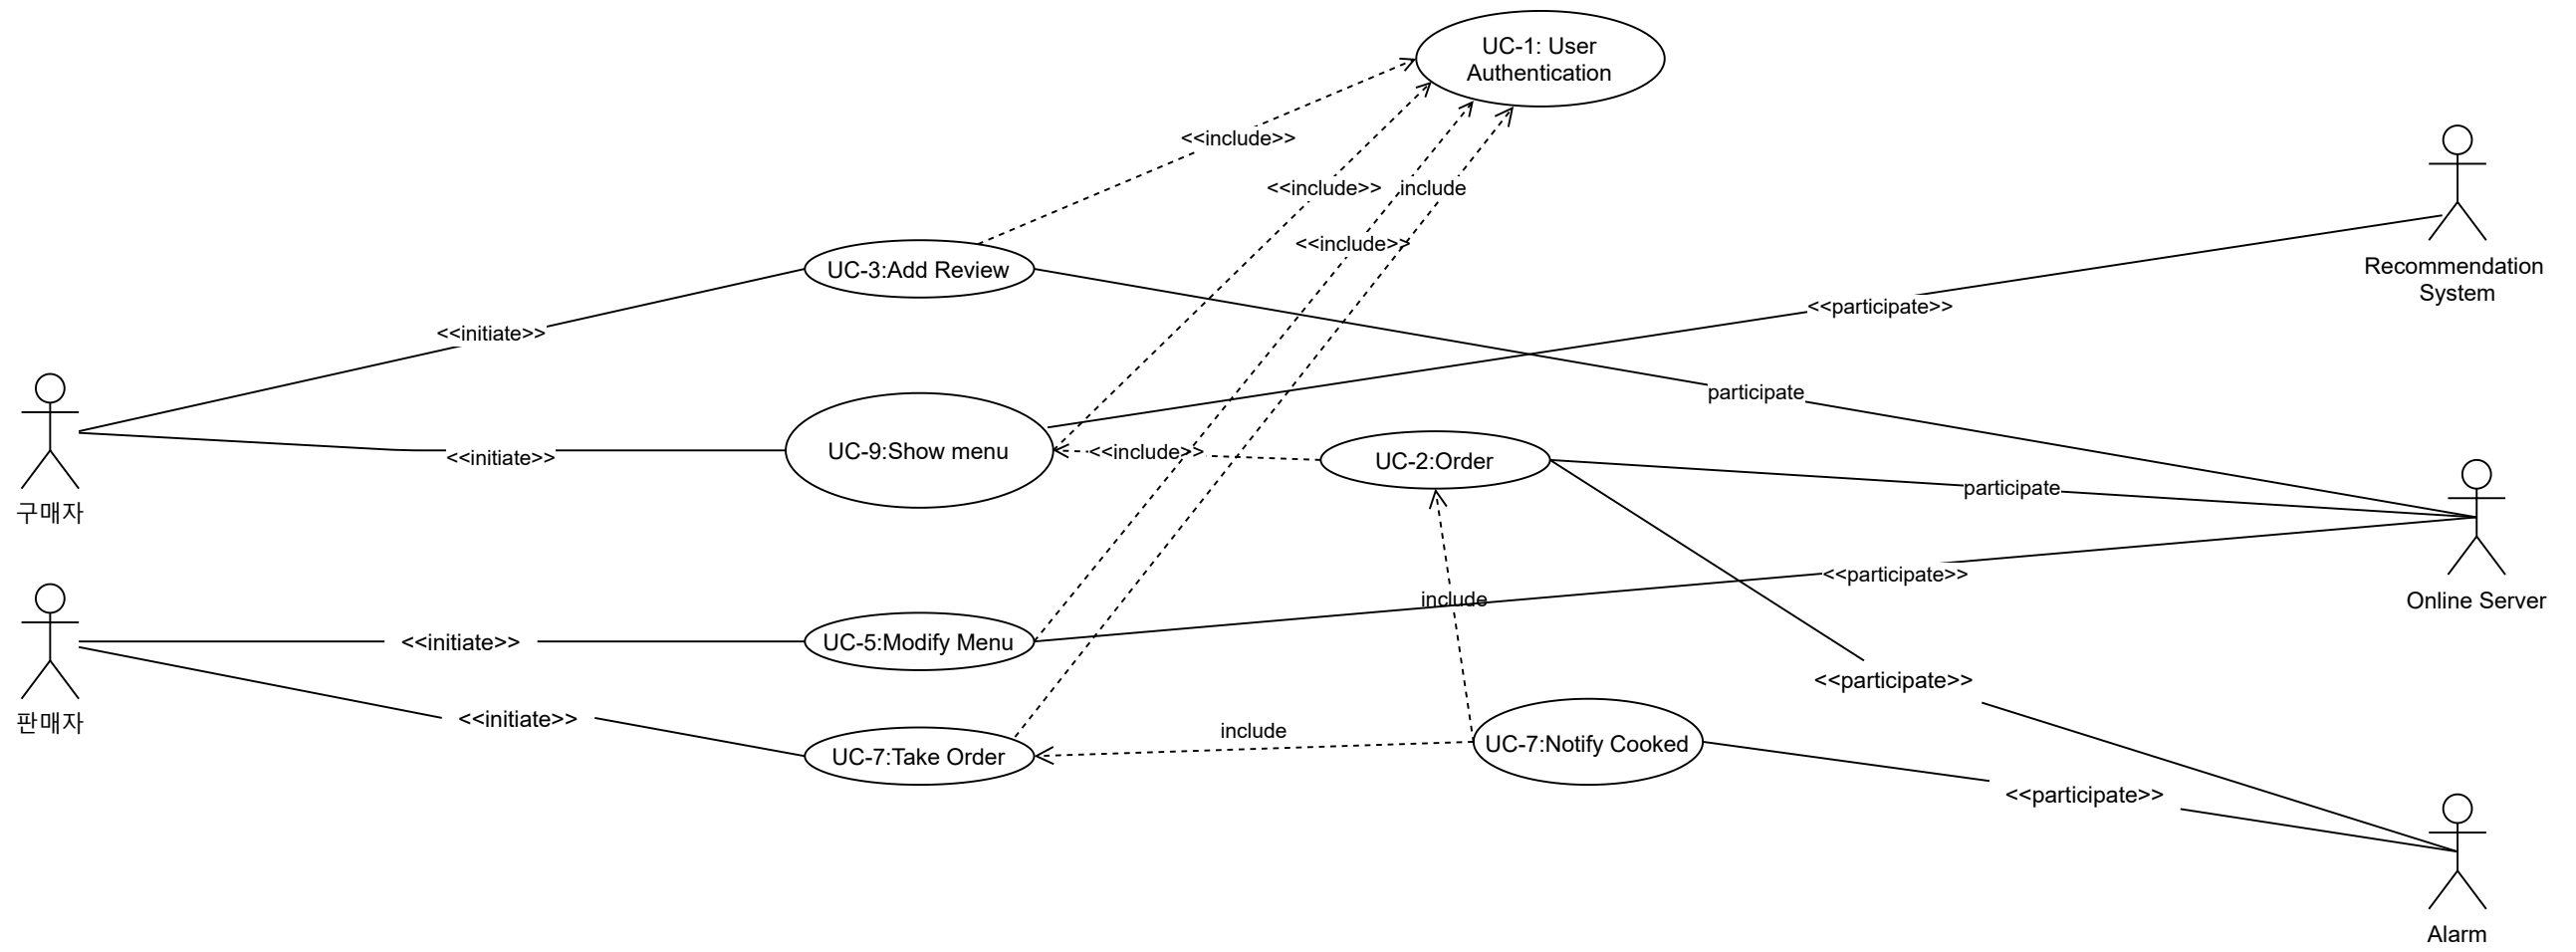 UC-1: User
Authentication
<<include>>
<<include>>
include
<<include>>
Recommendation
System
UC-3:Add Review
<<participate>>
<<initiate>>
participate
구매자
<<initiate>>
UC-9:Show menu
<<include>>
UC-2:Order
participate
Online Server
<<participate>>
include
판매자
<<initiate>>
UC-5:Modify Menu
<<participate>>
<<initiate>>
UC-7:Take Order
include
UC-7:Notify Cooked
<<participate>>
Alarm